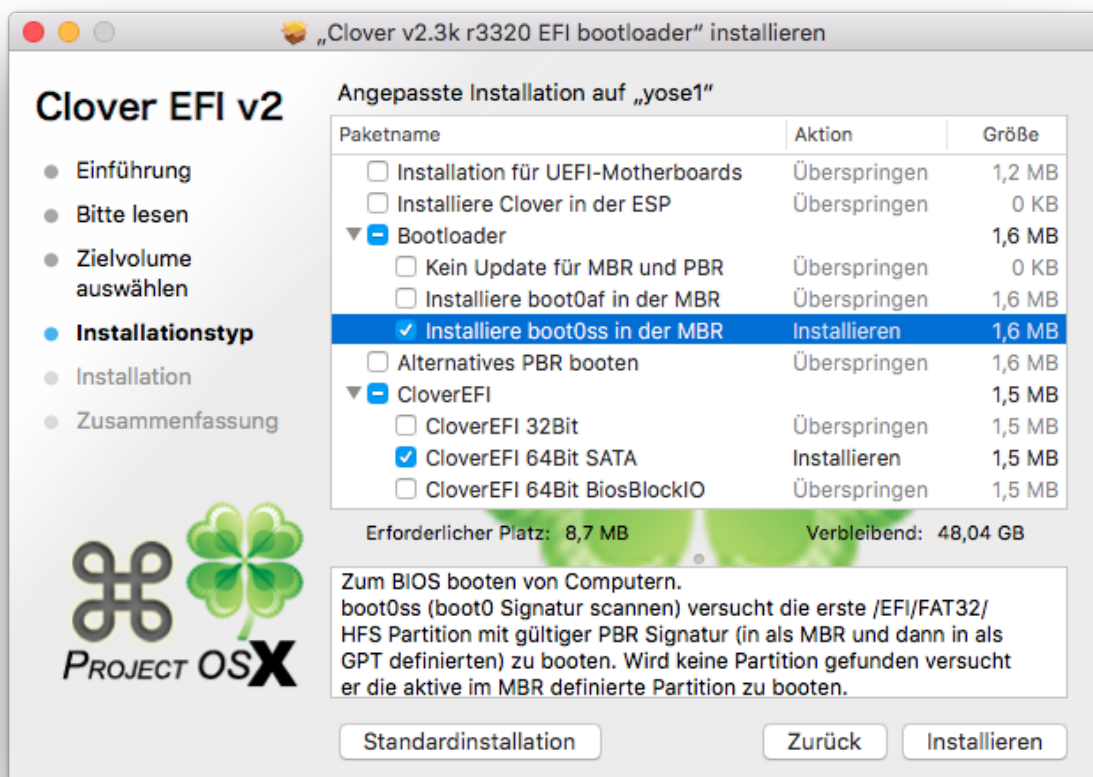 „Clover v2.3k r3320 EFI bootloader“ installieren
Clover EFI v2
Einführung
Bitte lesen
Zielvolume
auswählen
Installationstyp
Installation
Zusammenfassung
PROJECT OSX
Angepasste Installation auf „yose1“
Paketname Aktion Größe
Installation für UEFI-Motherboards Überspringen 1,2 MB
Installiere Clover in der ESP Überspringen 0 KB
Bootloader 1,6 MB
Kein Update für MBR und PBR Überspringen 0 KB
Installiere boot0af in der MBR Überspringen 1,6 MB
Installiere boot0ss in der MBR Installieren 1,6 MB
Alternatives PBR booten Überspringen 1,6 MB
CloverEFI 1,5 MB
CloverEFI 32Bit Überspringen 1,5 MB
CloverEFI 64Bit SATA Installieren 1,5 MB
CloverEFI 64Bit BiosBlockIO Überspringen 1,5 MB
Erforderlicher Platz: 8,7 MB Verbleibend: 48,04 GB
Zum BIOS booten von Computern.
boot0ss (boot0 Signatur scannen) versucht die erste /EFI/FAT32/
HFS Partition mit gültiger PBR Signatur (in als MBR und dann in als
GPT definierten) zu booten. Wird keine Partition gefunden versucht
er die aktive im MBR definierte Partition zu booten.
Standardinstallation Zurück Installieren